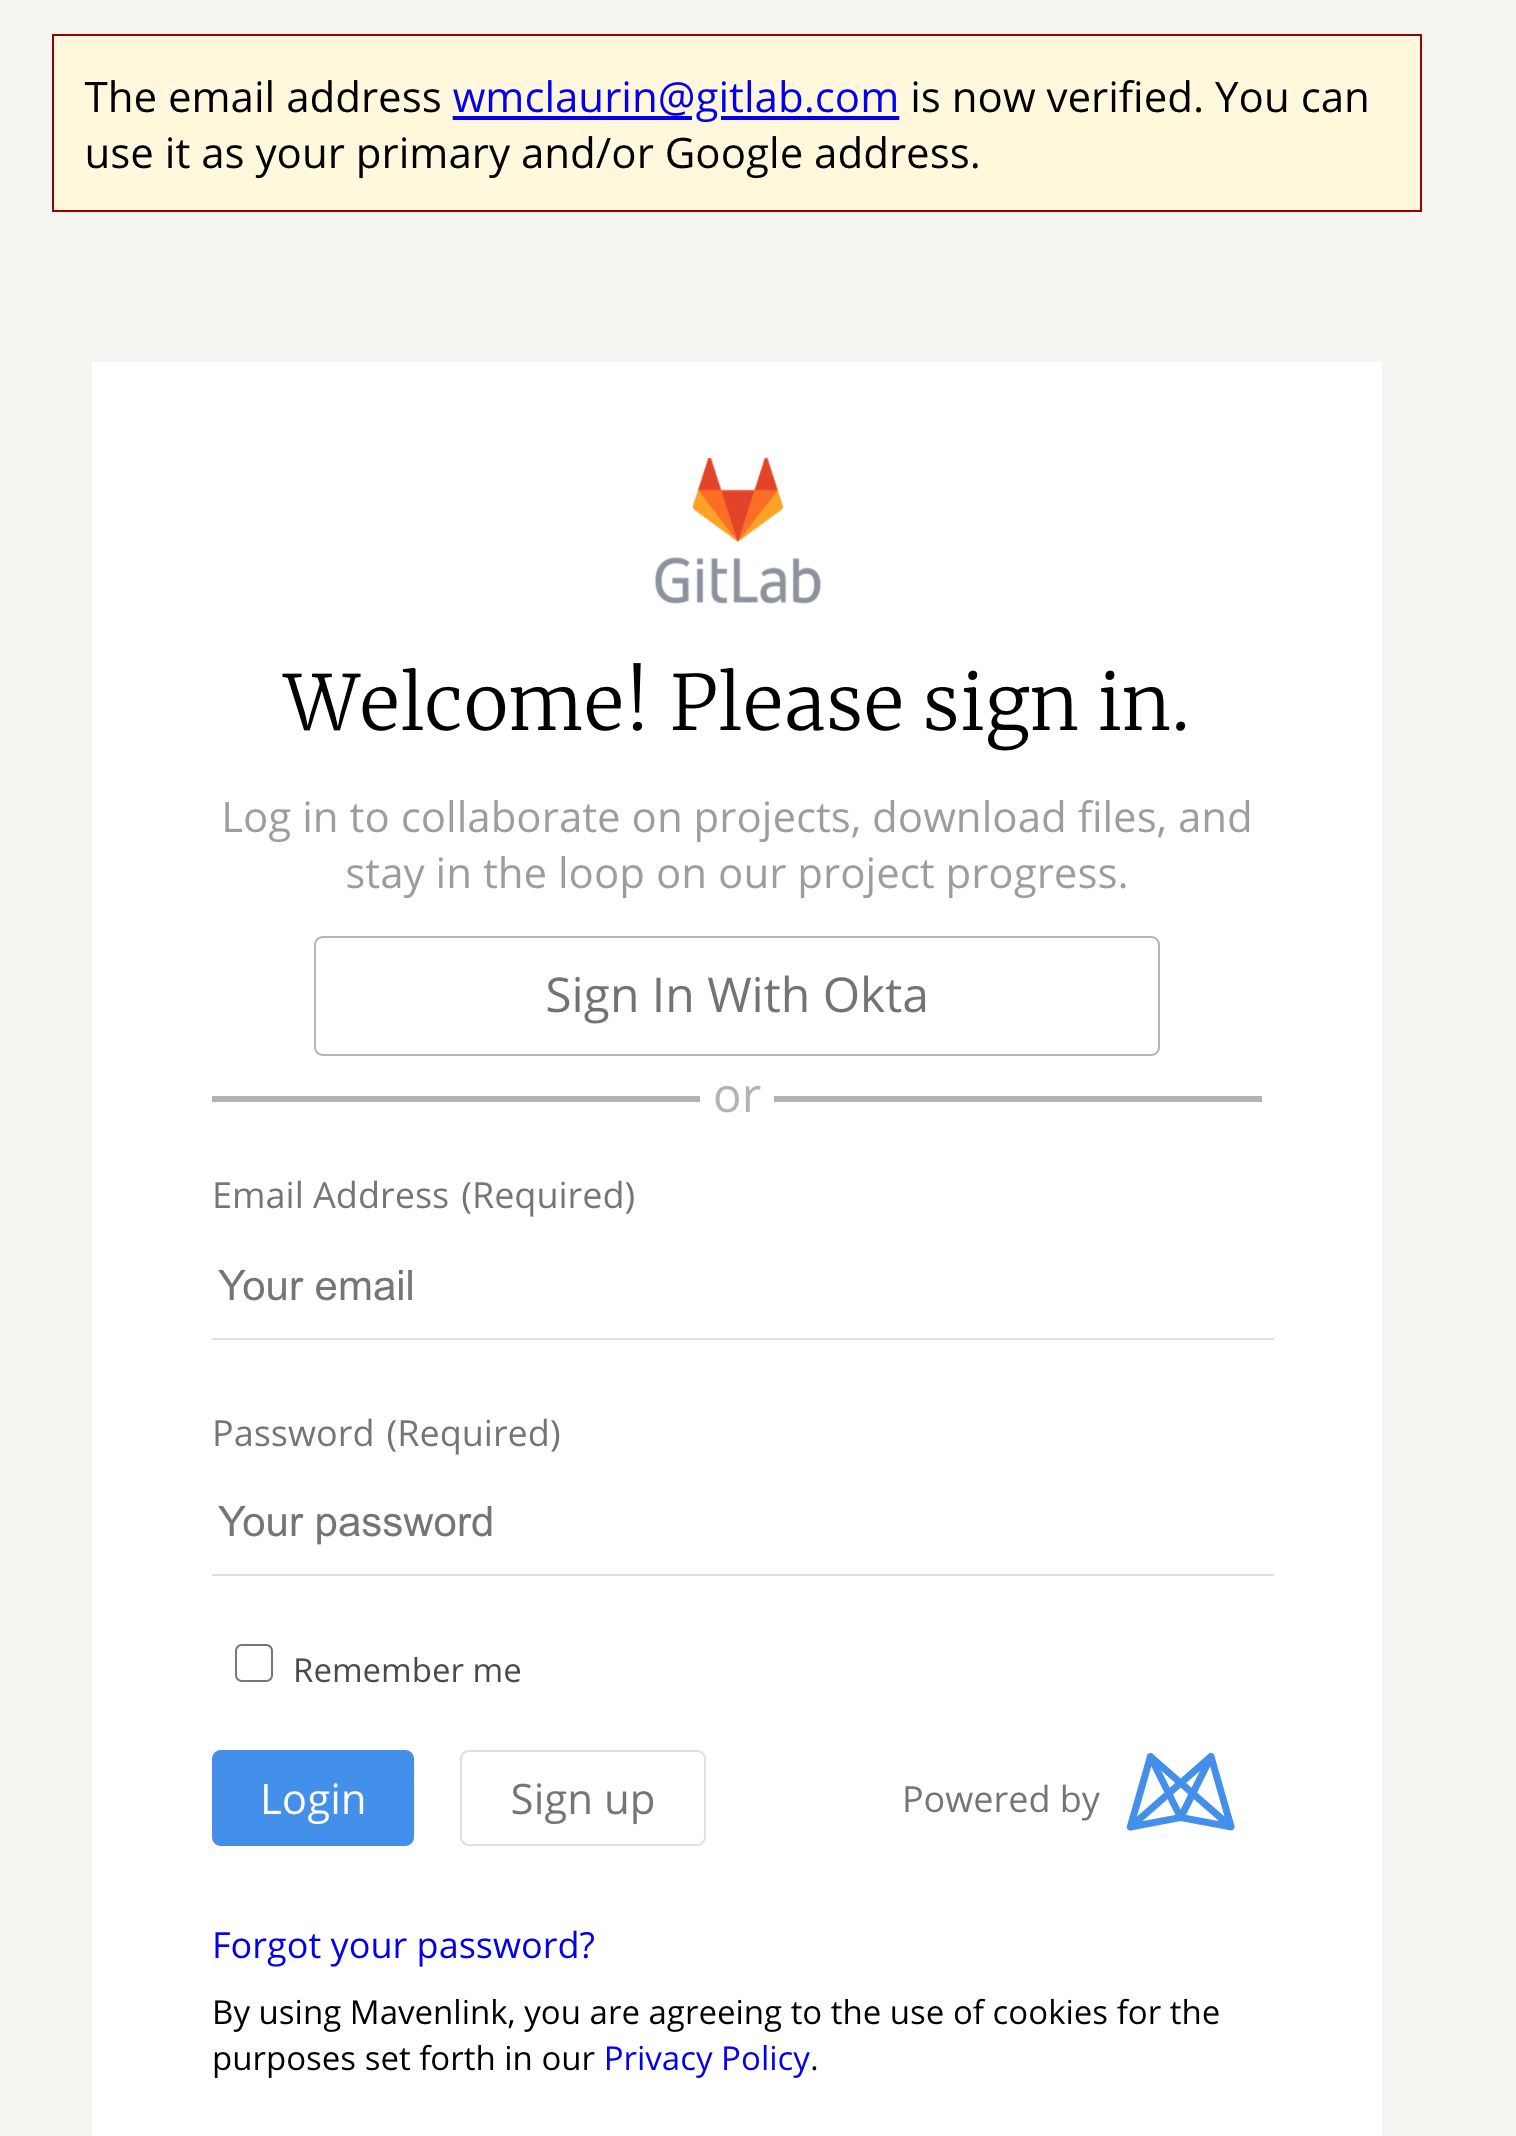 The email address wmclaurin@gitlab.com is now verified. You can
use it as your primary and/or Google address.
GitLab
Welcome! Please sign in.
Log in to collaborate on projects, download files, and
stay in the loop on our project progress.
Sign In With Okta
or
Email Address (Required)
Your email
Password (Required)
Your password
Remember me
Login Sign up Powered by
Forgot your password?
By using Mavenlink, you are agreeing to the use of cookies for the
purposes set forth in our Privacy Policy.